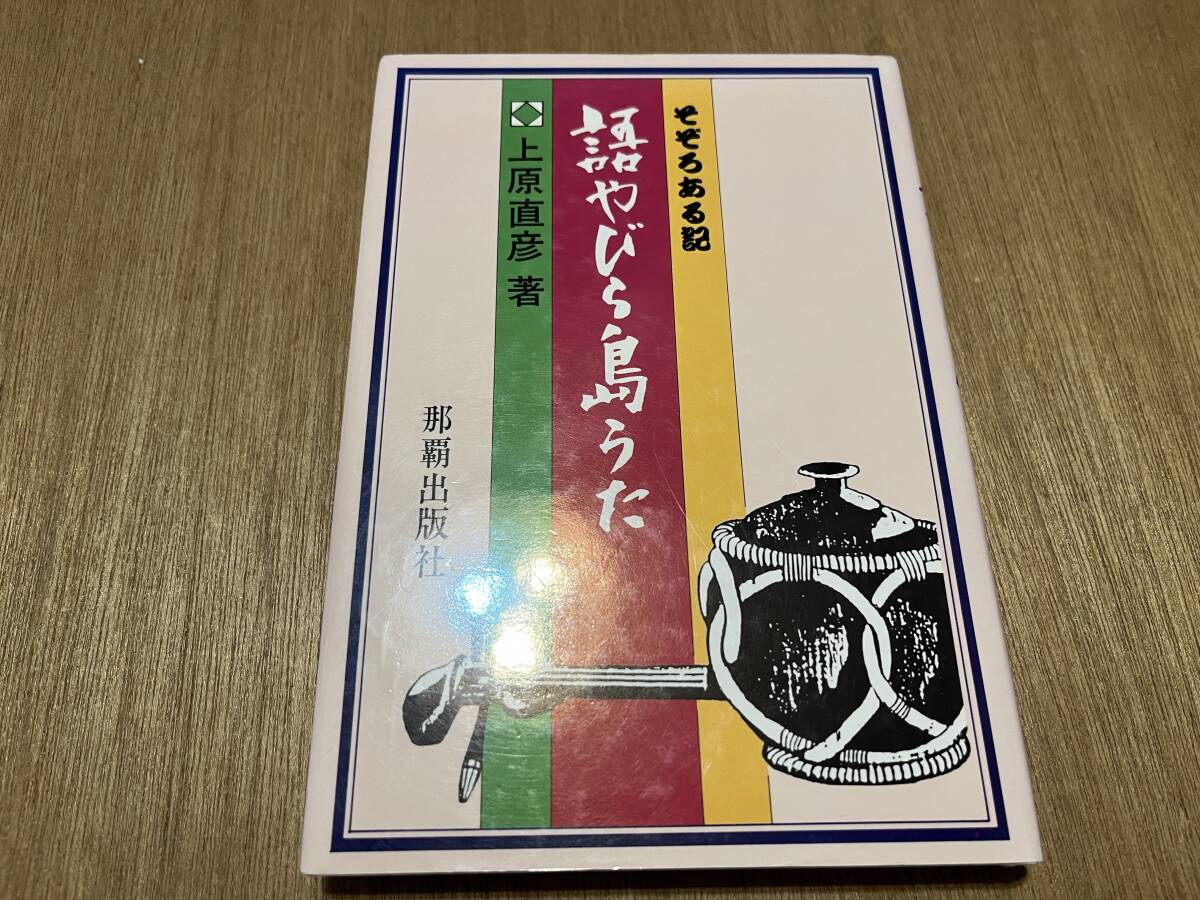 そぞろある記
語やびら島うた
上原直彦 著
那覇出版社